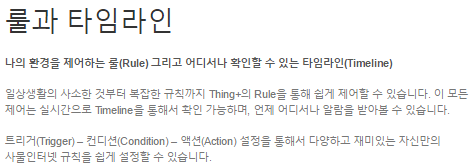 룰과 타임라인
나의 환경을 제어하는 룰(Rule) 그리고 어디서나 확인할 수 있는 타임라인(Timeline)
일상생활의 사소한 것부터 복잡한 규칙까지 Thing+의 Rule을 통해 쉽게 제어할 수 있습니다. 이 모든
제어는 실시간으로 Timeline을 통해서 확인 가능하며, 언제 어디서나 알람을 받아볼 수 있습니다.
트리거(Trigger) – 컨디션(Condition) – 액션(Action) 설정을 통해서 다양하고 재미있는 자신만의
사물인터넷 규칙을 쉽게 설정할 수 있습니다.